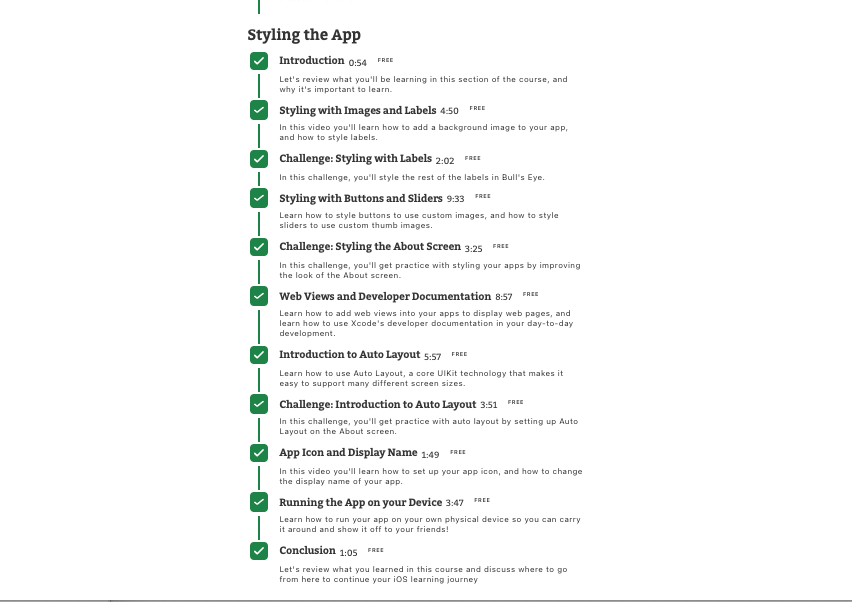 Styling the App
Introduction 0:54 FREE
Let's review what you'll be learning in this section of the course, and
why it's important to learn.
Styling with Images and Labels 4:50 FREE
In this video you'll learn how to add a background image to your app,
and how to style labels.
Challenge: Styling with Labels 2:02 FREE
In this challenge, you'll style the rest of the labels in Bull's Eye.
Styling with Buttons and Sliders 9:33 FREE
Learn how to style buttons to use custom images, and how to style
sliders to use custom thumb images.
Challenge: Styling the About Screen 3:25 FREE
In this challenge, you'll get practice with styling your apps by improving
the look of the About screen.
Web Views and Developer Documentation 8:57 FREE
Learn how to add web views into your apps to display web pages, and
learn how to use Xcode's developer documentation in your day-to-day
development.
Introduction to Auto Layout 5:57 FREE
Learn how to use Auto Layout, a core UIKit technology that makes it
easy to support many different screen sizes.
Challenge: Introduction to Auto Layout 3:51 FREE
In this challenge, you'll get practice with auto layout by setting up Auto
Layout on the About screen.
App Icon and Display Name 1:49 FREE
In this video you'll learn how to set up your app icon, and how to change
the display name of your app.
Running the App on your Device 3:47 FREE
Learn how to run your app on your own physical device so you can carry
it around and show it off to your friends!
Conclusion 1:05 FREE
Let's review what you learned in this course and discuss where to go
from here to continue your iOS learning journey